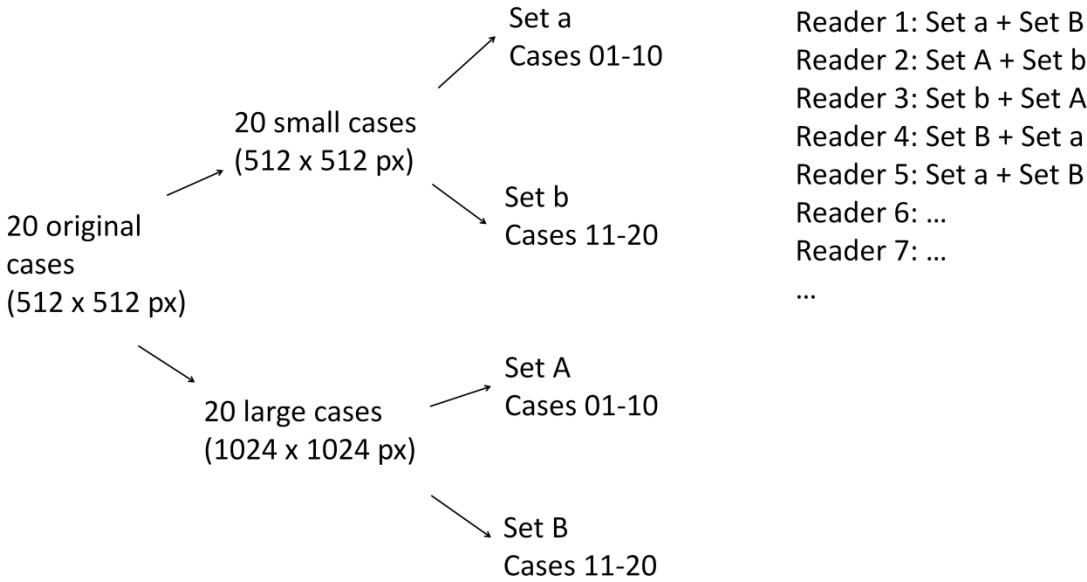 20 original
cases
(512 x 512 px)
20 small cases
(512 x 512 px)
20 large cases
(1024 x 1024 px)
Set a
Cases 01-10
Set b
Cases 11-20
Set A
Cases 01-10
Set B
Cases 11-20
Reader 1: Set a + Set B
Reader 2: Set A + Set b
Reader 3: Set b + Set A
Reader 4: Set B + Set a
Reader 5: Set a + Set B
Reader 6: ...
Reader 7: ...
...